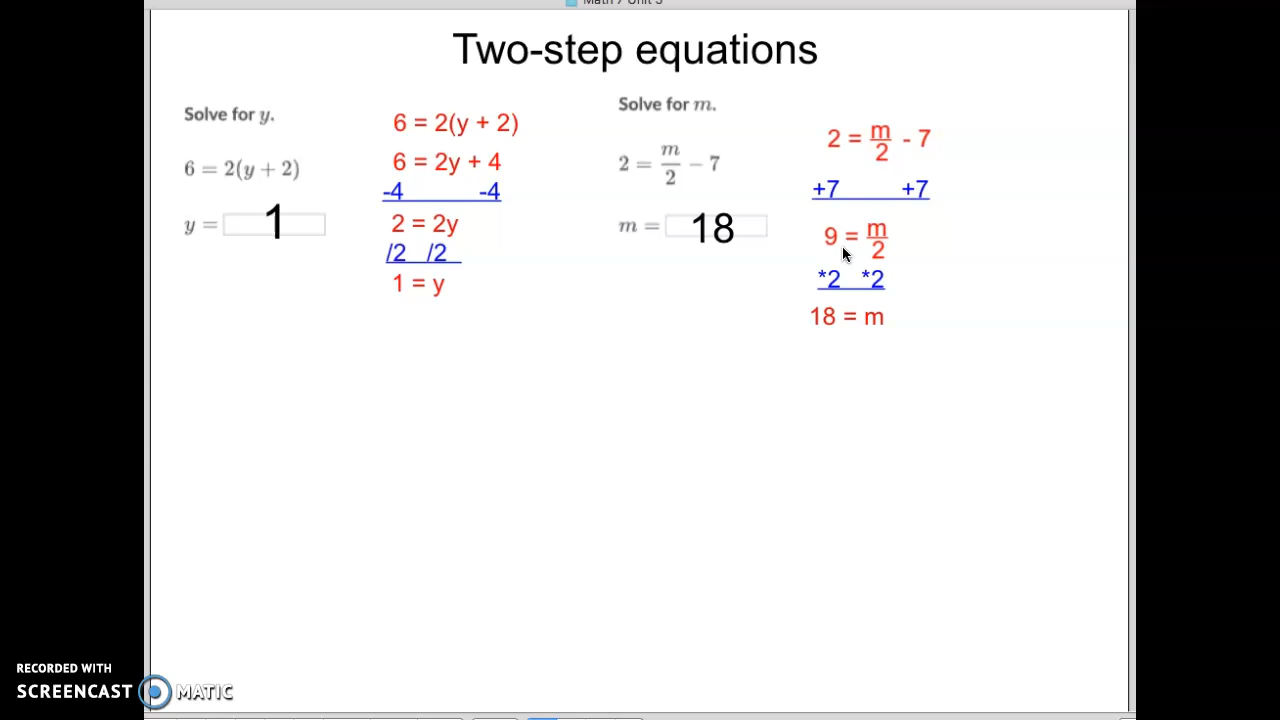 Math 7 Unit 3
Two-step equations
Solve for y.
6 = 2(y + 2)
y = 1
6 = 2(y + 2)
6 = 2y + 4
-4 -4
2 = 2y
/2 /2
1 = y
Solve for m.
2 = m/2 − 7
m = 18
2 = m/2 - 7
+7 +7
9 = m/2
*2 *2
18 = m
RECORDED WITH
SCREENCAST MATIC